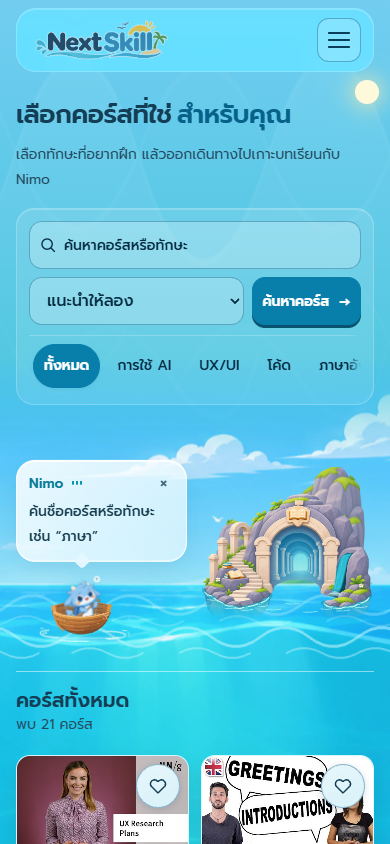 Next Skill
เลือกคอร์สที่ใช่ สำหรับคุณ
เลือกทักษะที่อยากฝึก แล้วออกเดินทางไปเกาะบทเรียนกับ
Nimo
ค้นหาคอร์สหรือทักษะ
แนะนำให้ลอง
ค้นหาคอร์ส →
ทั้งหมด การใช้ AI UX/UI โค้ด ภาษาอั
Nimo
×
ค้นชื่อคอร์สหรือทักษะ
เช่น “ภาษา”
คอร์สทั้งหมด
พบ 21 คอร์ส
UX Research
Plans
GREETINGS
INTRODUCTIONS